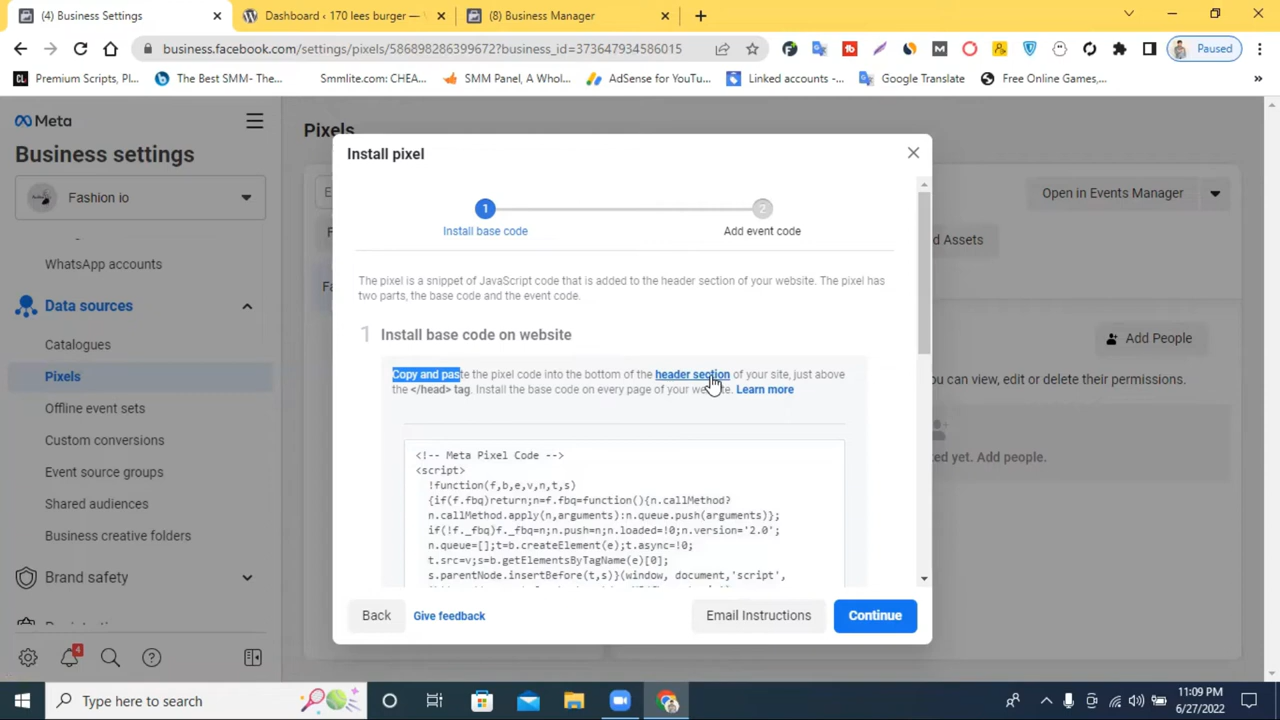 (4) Business Settings
Dashboard ‹ 170 lees burger —
(8) Business Manager
business.facebook.com/settings/pixels/586898286399672?business_id=373647934586015
Paused
Premium Scripts, Pl...
The Best SMM- The...
Smmlite.com: CHEA...
SMM Panel, A Whol...
AdSense for YouTu...
Linked accounts -...
Google Translate
Free Online Games,...
Meta
Business settings
Fashion io
WhatsApp accounts
Data sources
Catalogues
Pixels
Offline event sets
Custom conversions
Event source groups
Shared audiences
Business creative folders
Brand safety
4
Pixels
Open in Events Manager
d Assets
Add People
ou can view, edit or delete their permissions.
ted yet. Add people.
Install pixel
1
2
Install base code
Add event code
The pixel is a snippet of JavaScript code that is added to the header section of your website. The pixel has
two parts, the base code and the event code.
1 Install base code on website
Copy and paste the pixel code into the bottom of the header section of your site, just above
the </head> tag. Install the base code on every page of your website. Learn more
<!-- Meta Pixel Code -->
<script>
!function(f,b,e,v,n,t,s)
{if(f.fbq)return;n=f.fbq=function(){n.callMethod?
n.callMethod.apply(n,arguments):n.queue.push(arguments)};
if(!f._fbq)f._fbq=n;n.push=n;n.loaded=!0;n.version='2.0';
n.queue=[];t=b.createElement(e);t.async=!0;
t.src=v;s=b.getElementsByTagName(e)[0];
s.parentNode.insertBefore(t,s)}(window, document,'script',
Back
Give feedback
Email Instructions
Continue
Type here to search
11:09 PM
6/27/2022